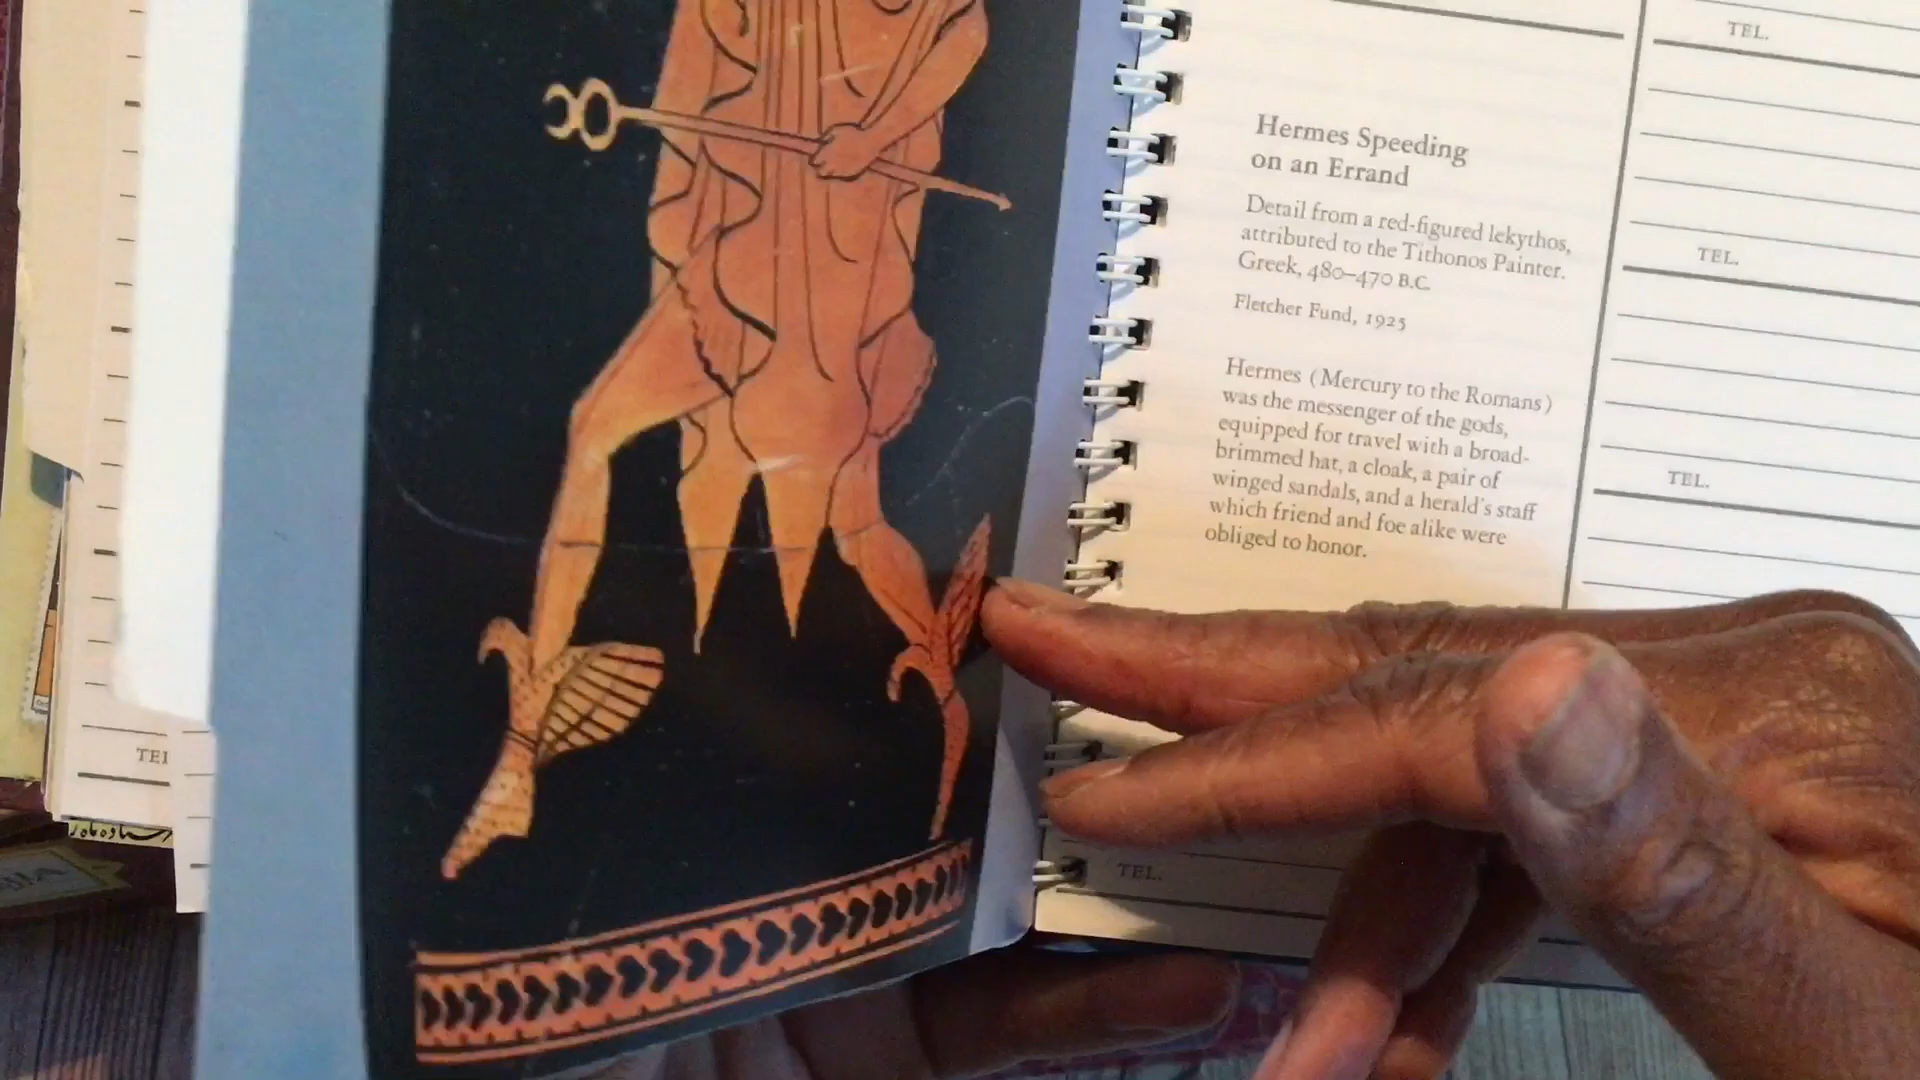 Hermes Speeding
on an Errand
Detail from a red-figured lekythos,
attributed to the Tithonos Painter.
Greek, 480–470 B.C.
Fletcher Fund, 1925
Hermes (Mercury to the Romans)
was the messenger of the gods,
equipped for travel with a broad-
brimmed hat, a cloak, a pair of
winged sandals, and a herald's staff
which friend and foe alike were
obliged to honor.
TEL.
TEL.
TEL.
TEL.
TEL